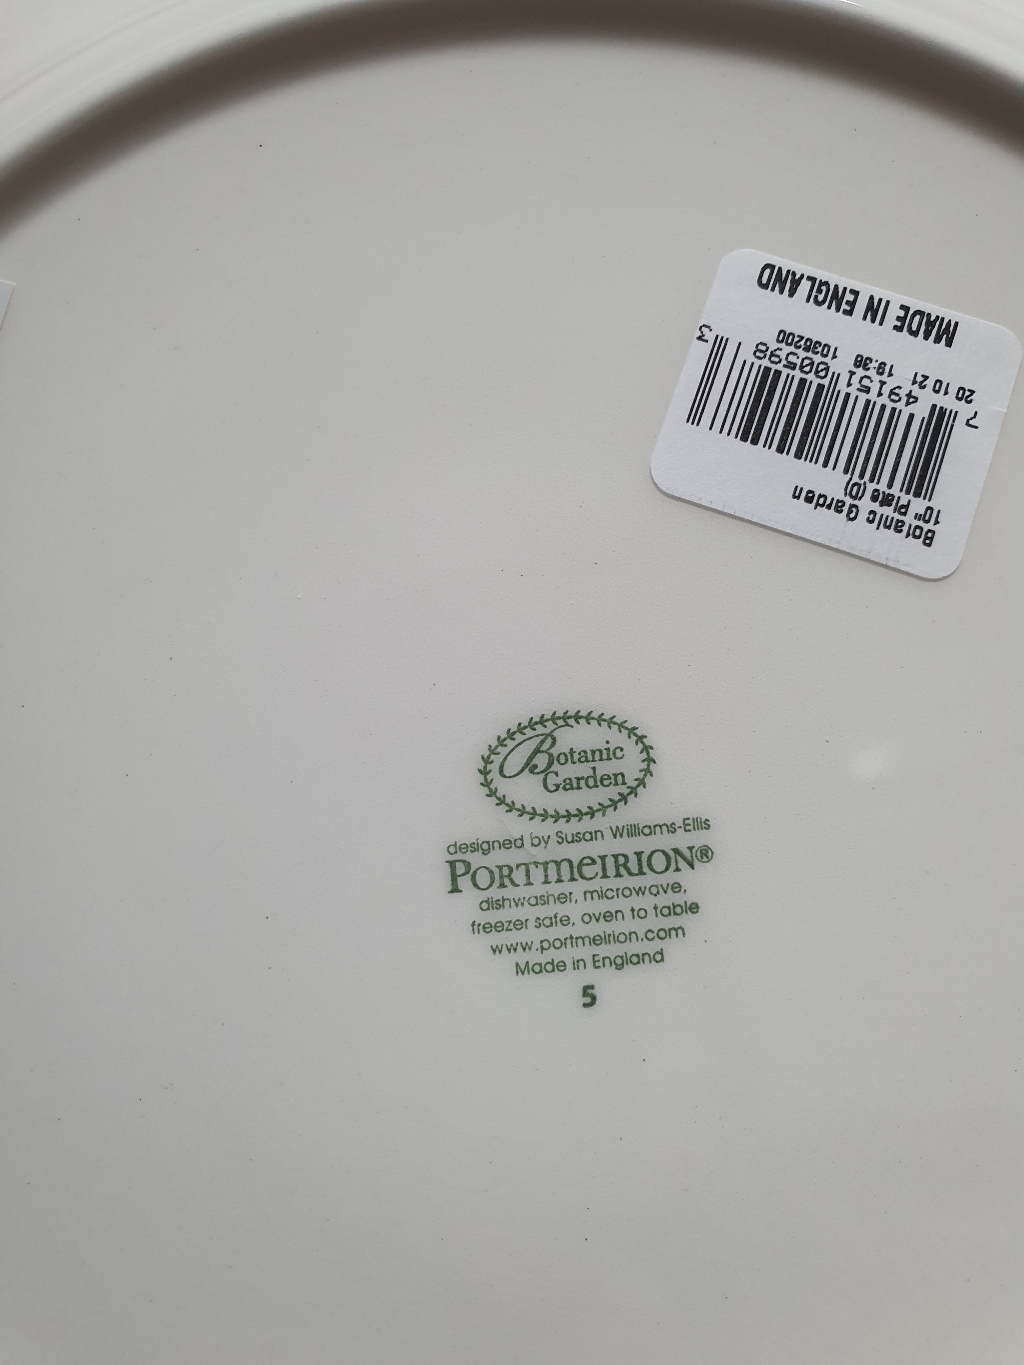 Botanic Garden
10" Plate (D)
7 49151 00598 3
20 10 21 19:36 1036200
MADE IN ENGLAND
Botanic
Garden
designed by Susan Williams-Ellis
PORTMEIRION®
dishwasher, microwave,
freezer safe, oven to table
www.portmeirion.com
Made in England
5